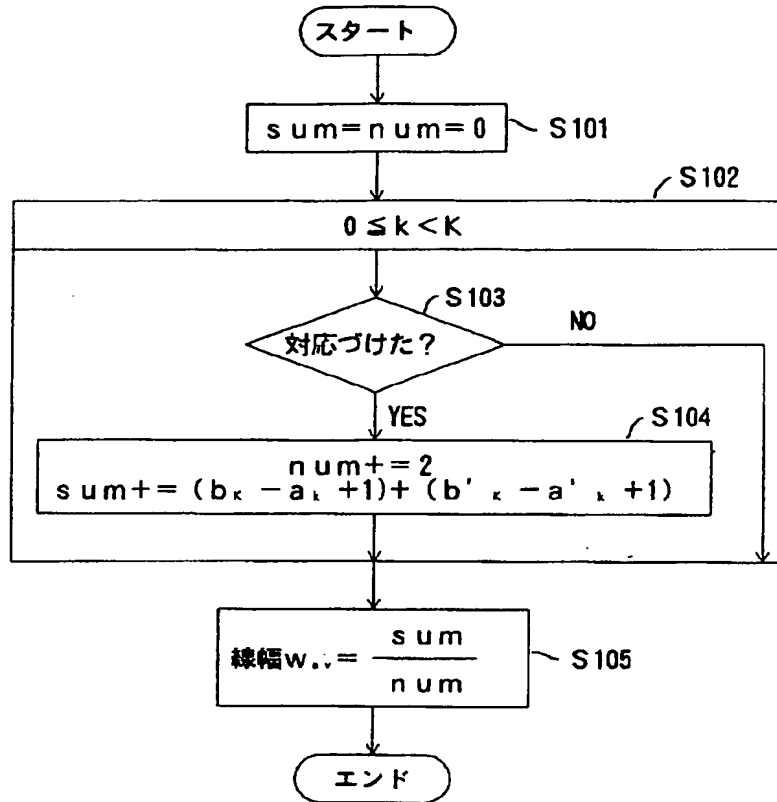 スタート
sum=num=0
S101
S102
0≦k<K
S103
対応づけた?
NO
YES
S104
num+=2
sum+=(bₖ-aₖ+1)+(b'ₖ-a'ₖ+1)
線幅w = sum
num
S105
エンド